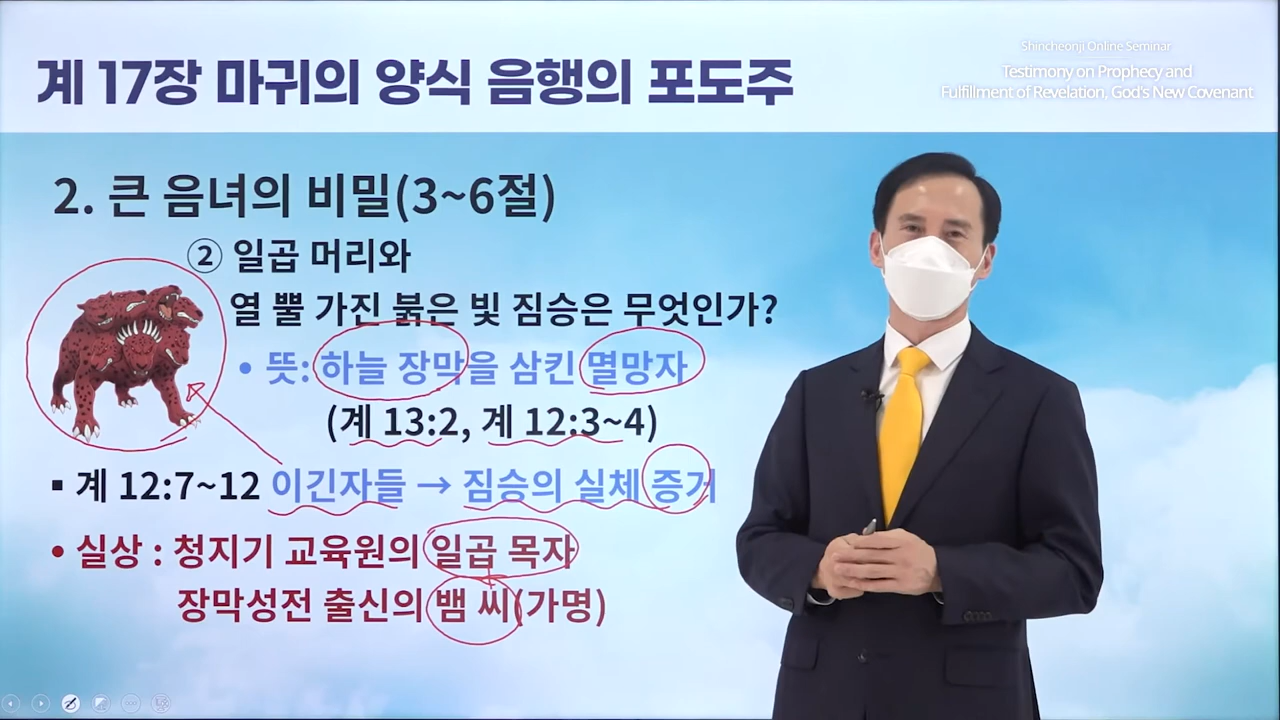 계 17장 마귀의 양식 음행의 포도주
Shincheonji Online Seminar
Testimony on Prophecy and
Fulfillment of Revelation, God's New Covenant
2. 큰 음녀의 비밀(3~6절)
② 일곱 머리와
열 뿔 가진 붉은 빛 짐승은 무엇인가?
• 뜻: 하늘 장막을 삼킨 멸망자
(계 13:2, 계 12:3~4)
▪ 계 12:7~12 이긴자들 → 짐승의 실체 증거
• 실상 : 청지기 교육원의 일곱 목자
장막성전 출신의 뱀 씨(가명)